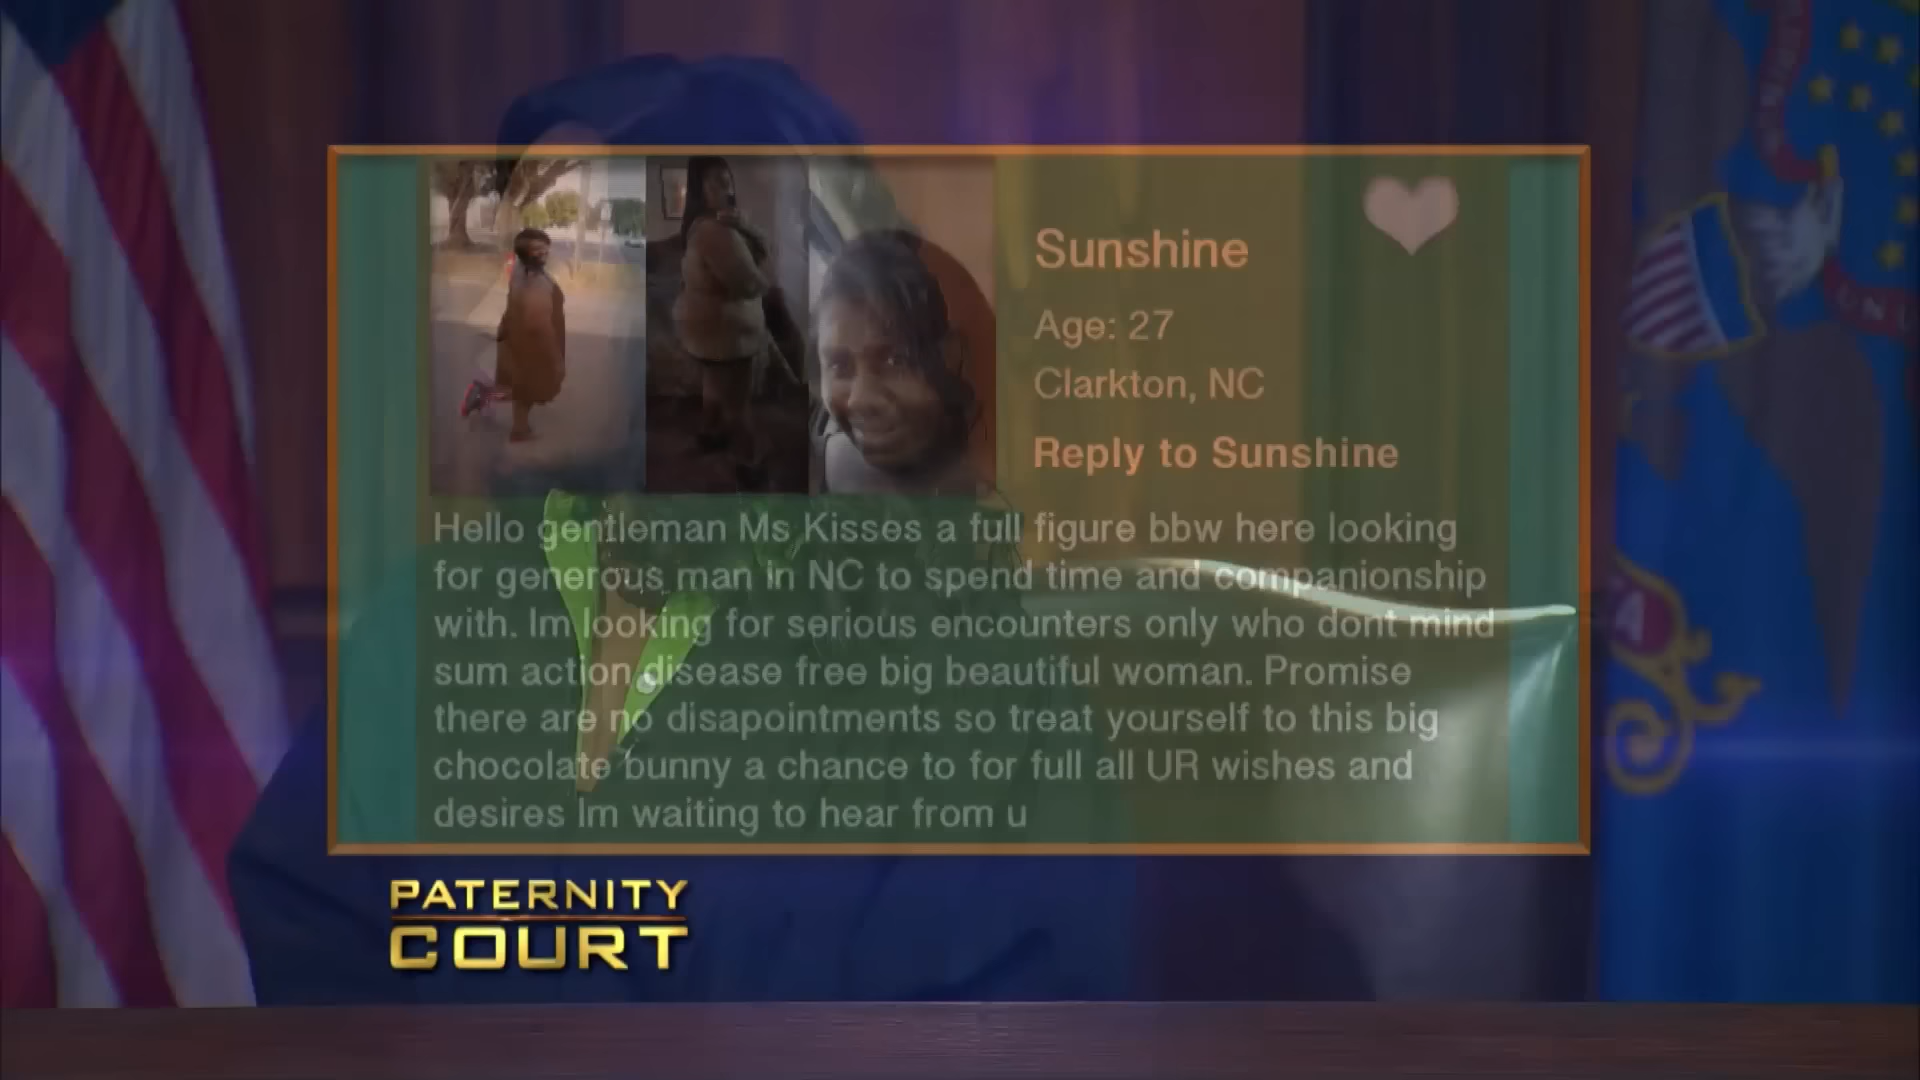 Sunshine
Age: 27
Clarkton, NC
Reply to Sunshine
Hello gentleman Ms Kisses a full figure bbw here looking
for generous man in NC to spend time and companionship
with. Im looking for serious encounters only who dont mind
sum action disease free big beautiful woman. Promise
there are no disapointments so treat yourself to this big
chocolate bunny a chance to for full all UR wishes and
desires Im waiting to hear from u
PATERNITY
COURT